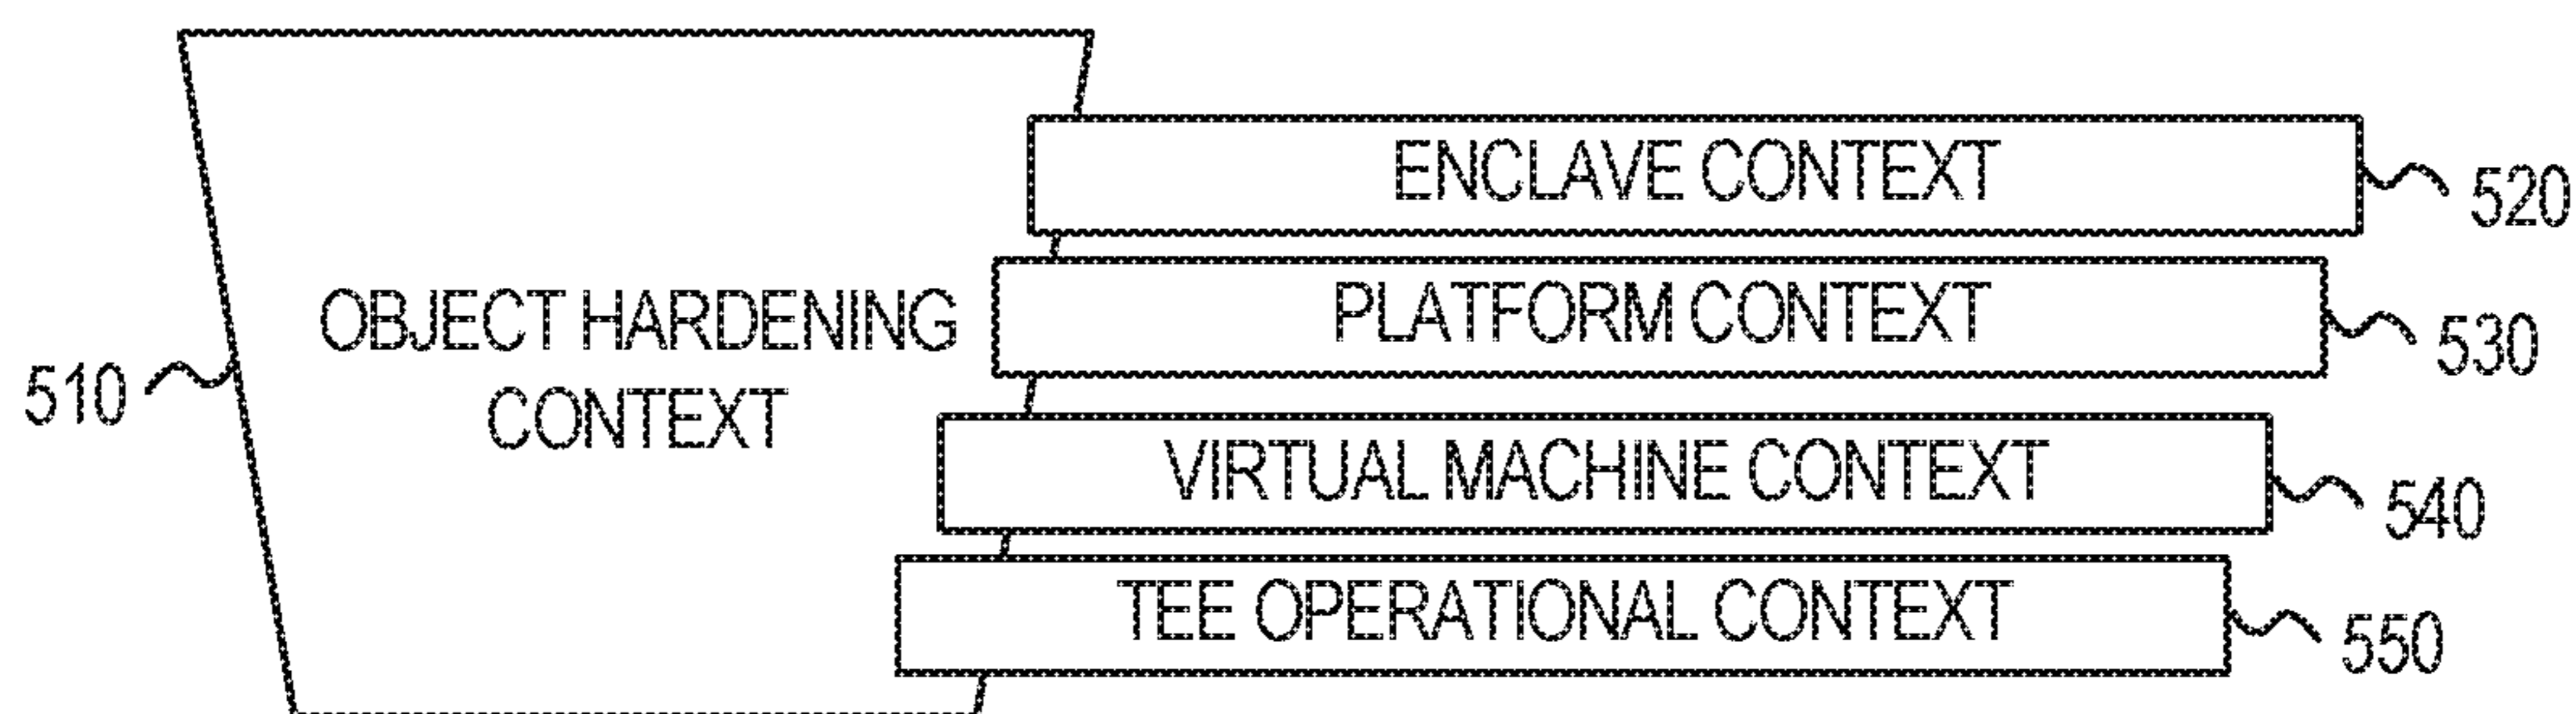 ENCLAVE CONTEXT
520
PLATFORM CONTEXT
530
OBJECT HARDENING
CONTEXT
510
VIRTUAL MACHINE CONTEXT
540
TEE OPERATIONAL CONTEXT
550